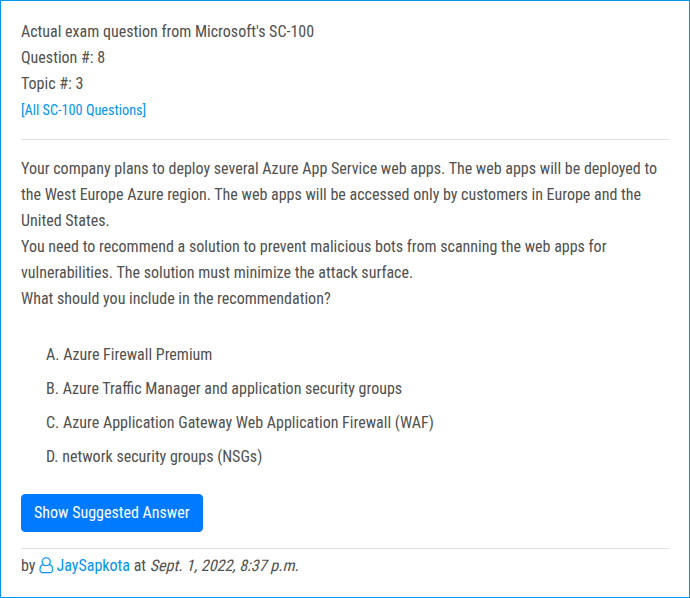 Actual exam question from Microsoft's SC-100
Question #: 8
Topic #: 3
[All SC-100 Questions]
Your company plans to deploy several Azure App Service web apps. The web apps will be deployed to
the West Europe Azure region. The web apps will be accessed only by customers in Europe and the
United States.
You need to recommend a solution to prevent malicious bots from scanning the web apps for
vulnerabilities. The solution must minimize the attack surface.
What should you include in the recommendation?
A. Azure Firewall Premium
B. Azure Traffic Manager and application security groups
C. Azure Application Gateway Web Application Firewall (WAF)
D. network security groups (NSGs)
Show Suggested Answer
by JaySapkota at Sept. 1, 2022, 8:37 p.m.